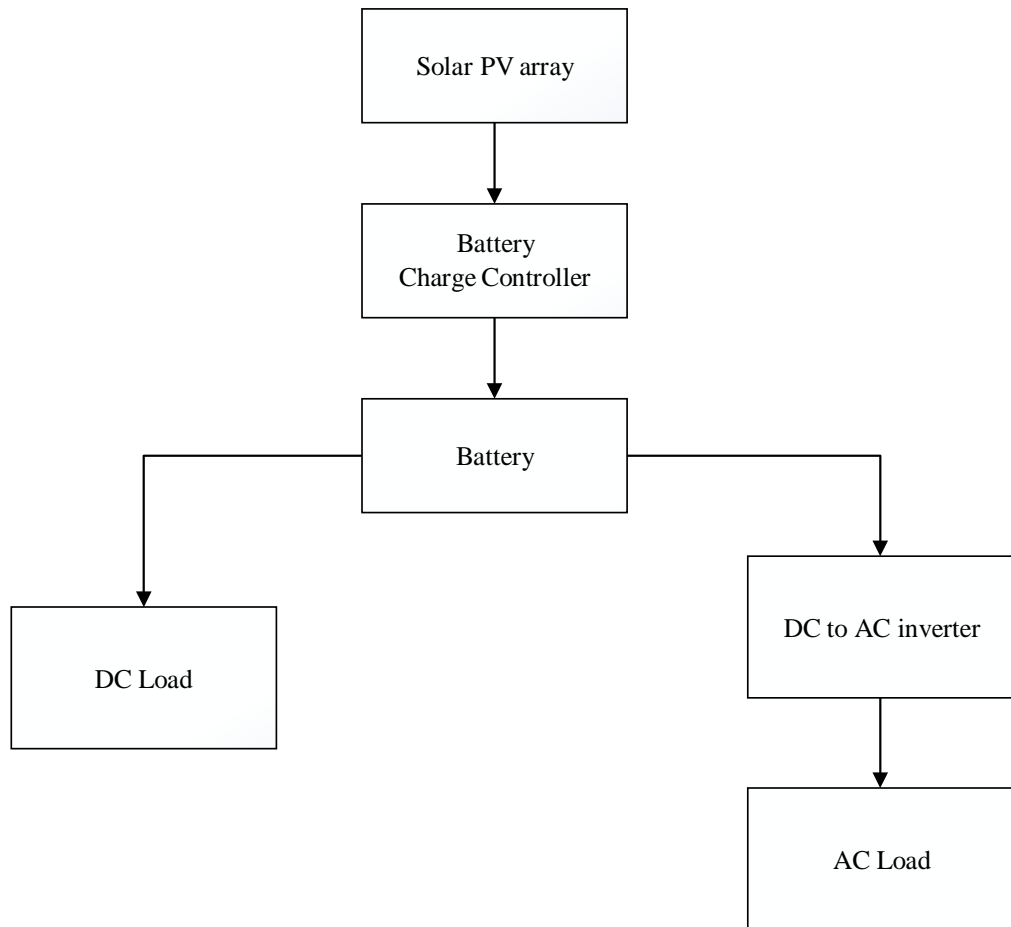 Solar PV array
Battery
Charge Controller
Battery
DC to AC inverter
DC Load
AC Load